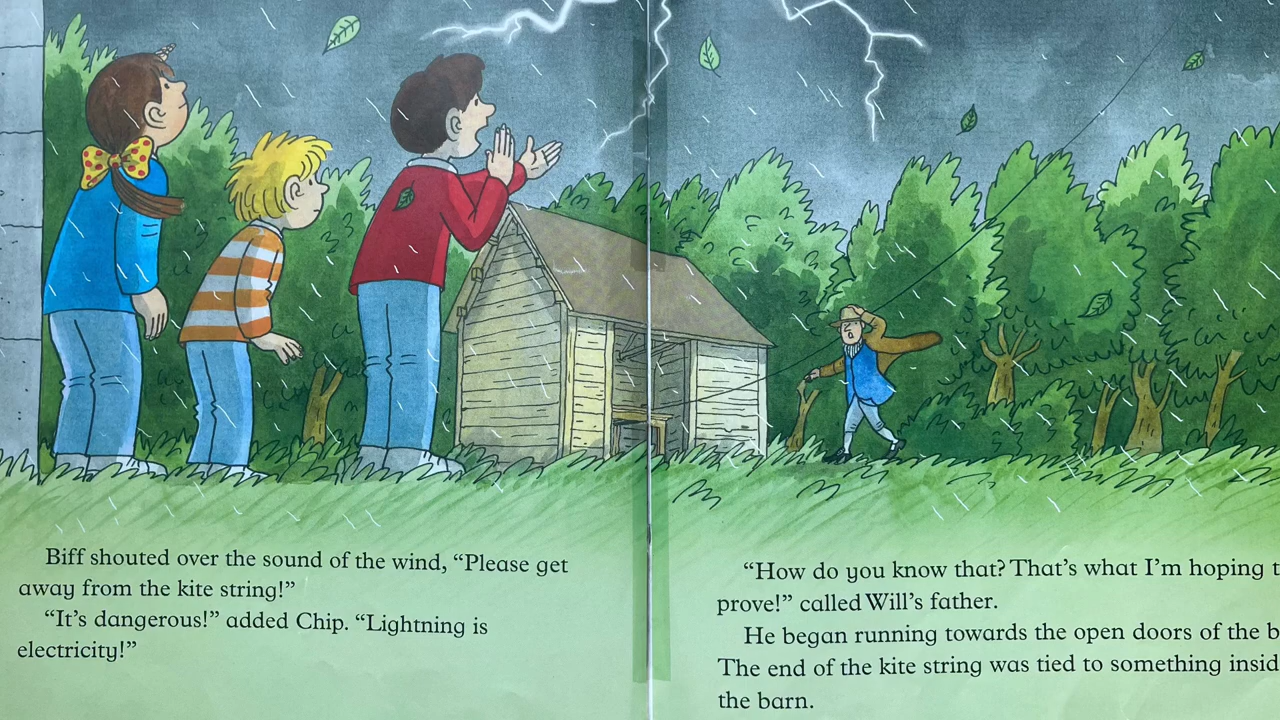 Biff shouted over the sound of the wind, “Please get
away from the kite string!”
“It’s dangerous!” added Chip. “Lightning is
electricity!”
“How do you know that? That’s what I’m hoping
prove!” called Will’s father.
He began running towards the open doors of the
The end of the kite string was tied to something
the barn.